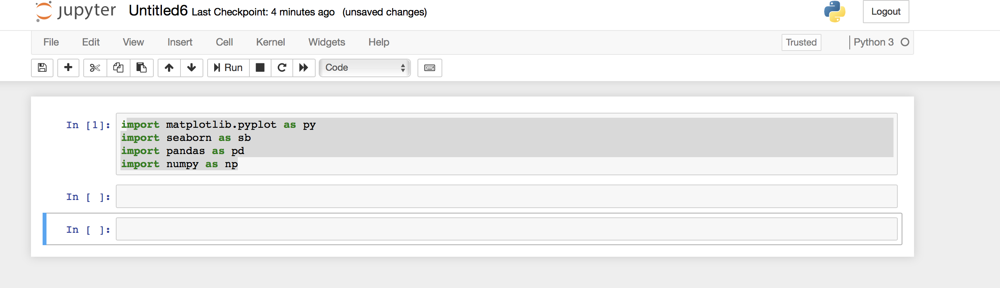 jupyter Untitled6 Last Checkpoint: 4 minutes ago (unsaved changes) Logout
File Edit View Insert Cell Kernel Widgets Help Trusted Python 3
Run Code
In [1]: import matplotlib.pyplot as py
import seaborn as sb
import pandas as pd
import numpy as np
In [ ]:
In [ ]: